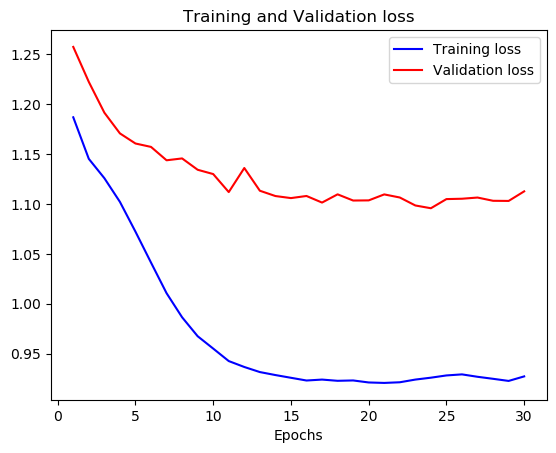 Training and Validation loss
Training loss
Validation loss
1.25
1.20
1.15
1.10
1.05
1.00
0.95
0 5 10 15 20 25 30
Epochs